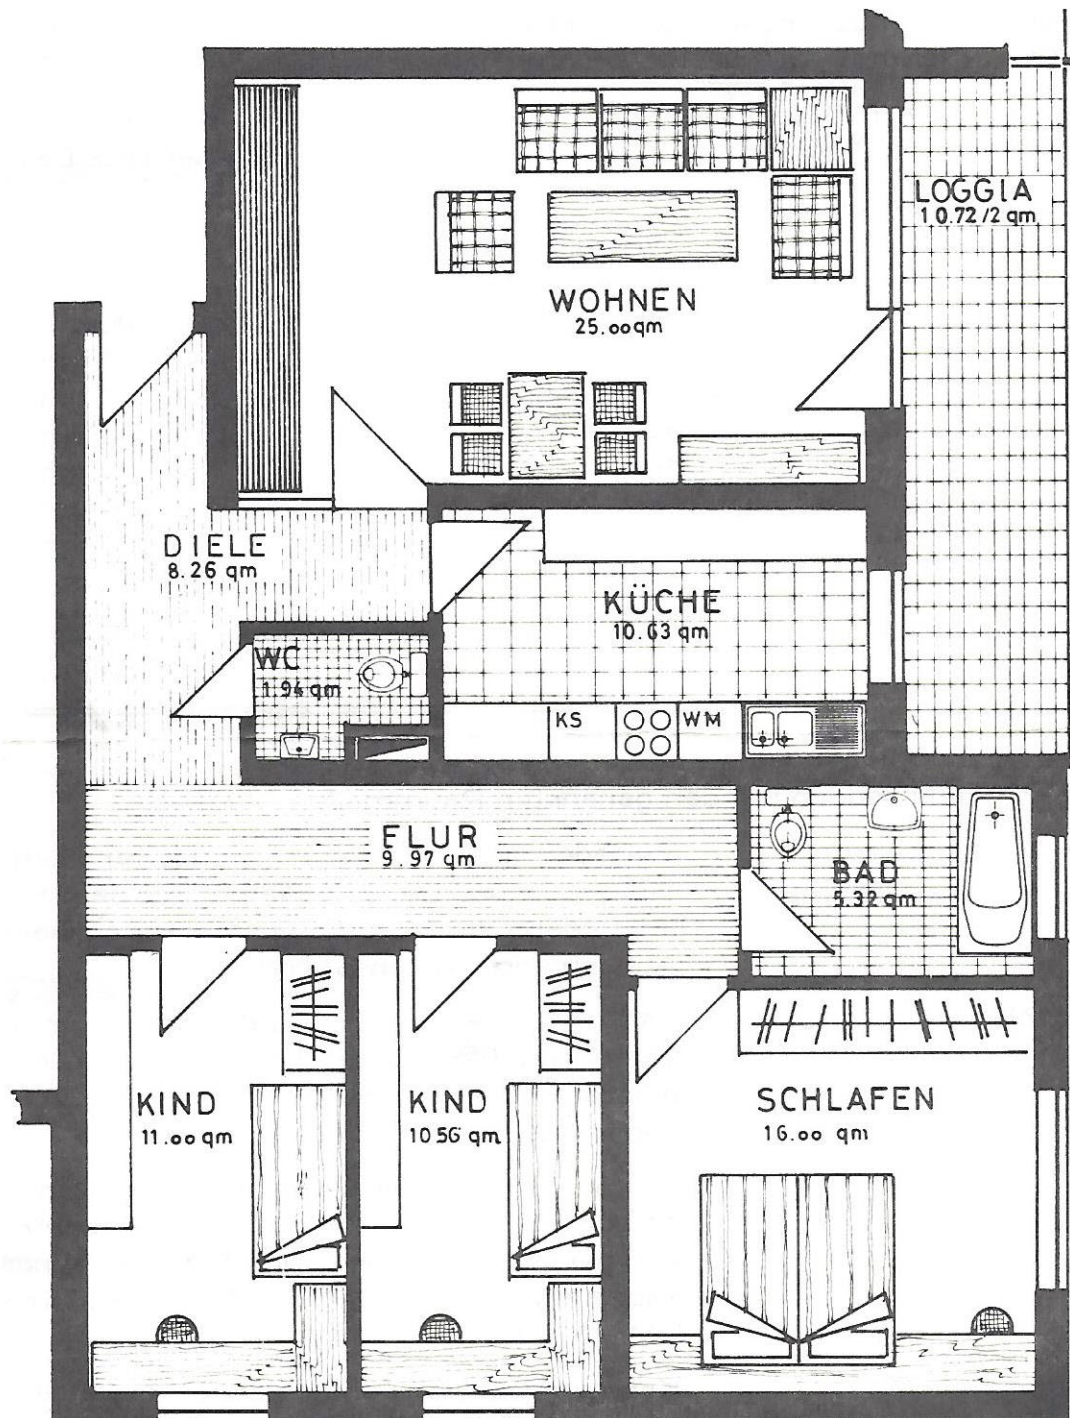 LOGGIA
10.72/2 qm
WOHNEN
25.00qm
DIELE
8.26 qm
KÜCHE
10.63 qm
WC
1.94 qm
KS
WM
FLUR
9.97 qm
BAD
5.32 qm
KIND
11.00 qm
KIND
10 56 qm
SCHLAFEN
16.00 qm